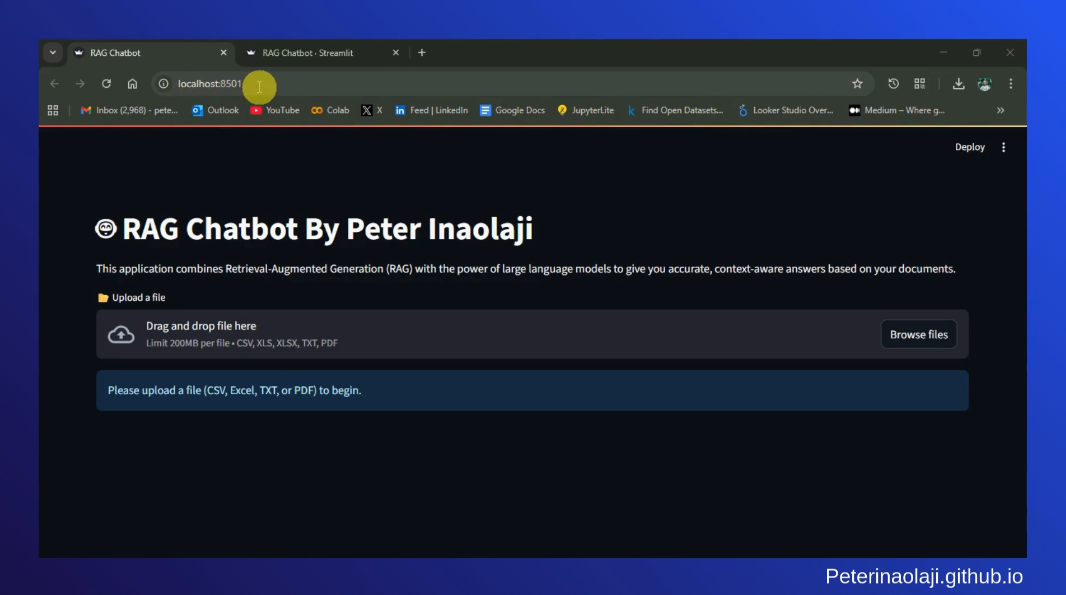 RAG Chatbot
RAG Chatbot · Streamlit
localhost:8501
Inbox (2,968) - pete... Outlook YouTube Colab X Feed | LinkedIn Google Docs JupyterLite Find Open Datasets... Looker Studio Over... Medium – Where g... »
Deploy
RAG Chatbot By Peter Inaolaji
This application combines Retrieval-Augmented Generation (RAG) with the power of large language models to give you accurate, context-aware answers based on your documents.
Upload a file
Drag and drop file here
Limit 200MB per file • CSV, XLS, XLSX, TXT, PDF
Browse files
Please upload a file (CSV, Excel, TXT, or PDF) to begin.
Peterinaolaji.github.io